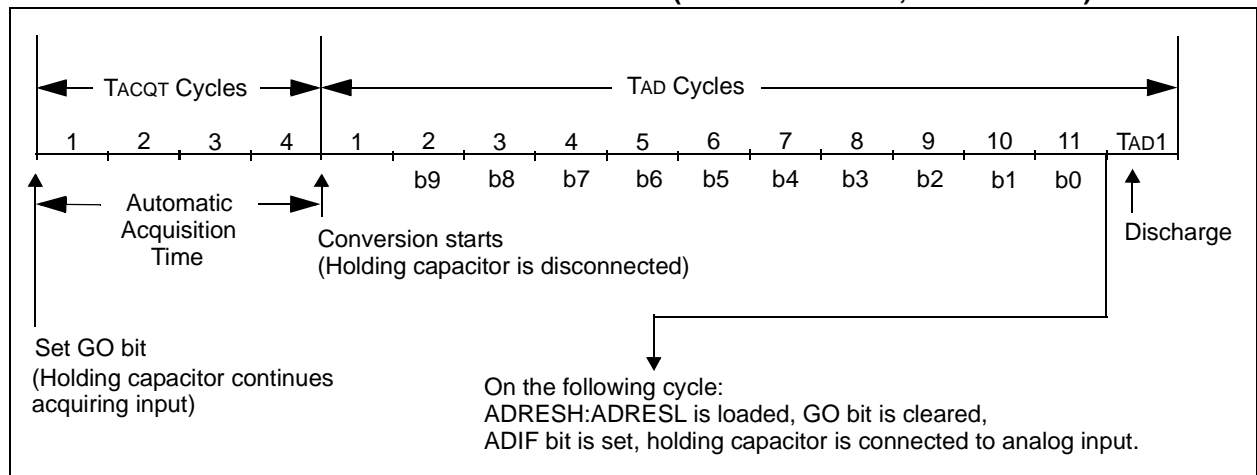 TACQT Cycles
TAD Cycles
1 2 3 4 1 2 3 4 5 6 7 8 9 10 11 TAD1
b9 b8 b7 b6 b5 b4 b3 b2 b1 b0
Automatic
Acquisition
Time
Conversion starts
(Holding capacitor is disconnected)
Discharge
Set GO bit
(Holding capacitor continues
acquiring input)
On the following cycle:
ADRESH:ADRESL is loaded, GO bit is cleared,
ADIF bit is set, holding capacitor is connected to analog input.